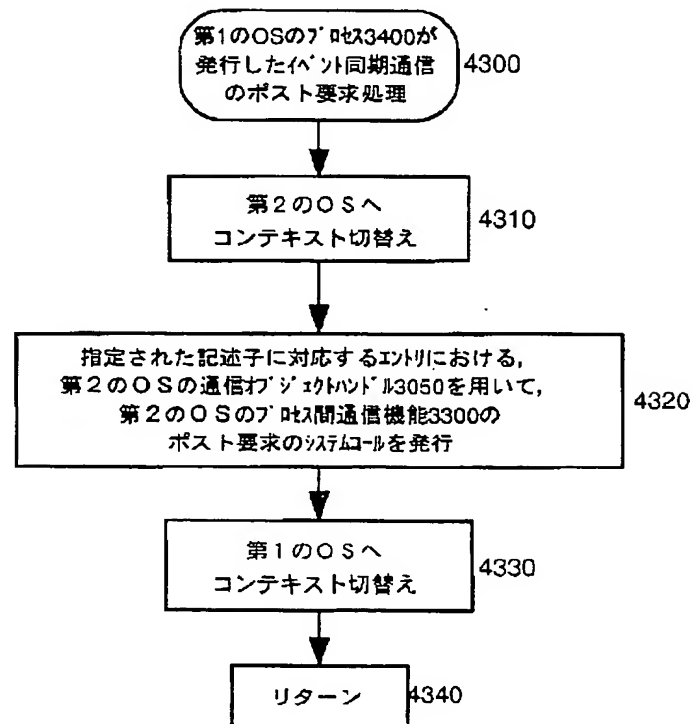 第1のOSのプロセス3400が
発行したイベント同期通信
のポスト要求処理
4300
第2のOSへ
コンテキスト切替え
4310
指定された記述子に対応するエントリにおける,
第2のOSの通信オブジェクトハンドル3050を用いて,
第2のOSのプロセス間通信機能3300の
ポスト要求のシステムコールを発行
4320
第1のOSへ
コンテキスト切替え
4330
リターン
4340